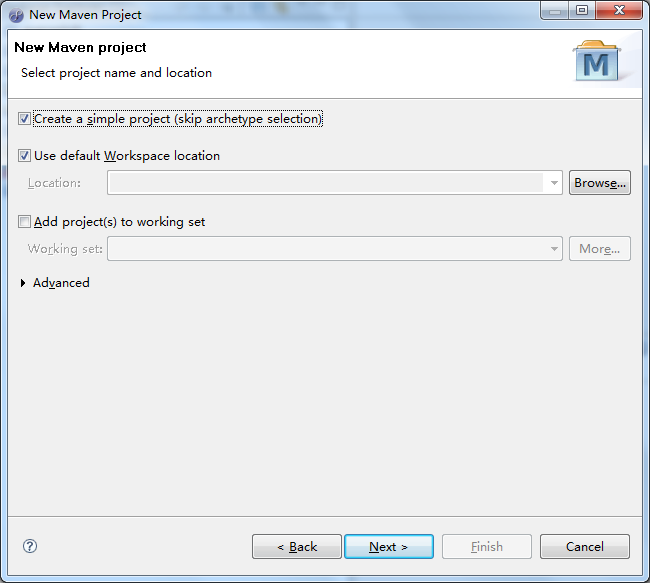 New Maven Project
New Maven project
Select project name and location
M
Create a simple project (skip archetype selection)
Use default Workspace location
Location:
Browse...
Add project(s) to working set
Working set:
More...
Advanced
?
< Back
Next >
Finish
Cancel